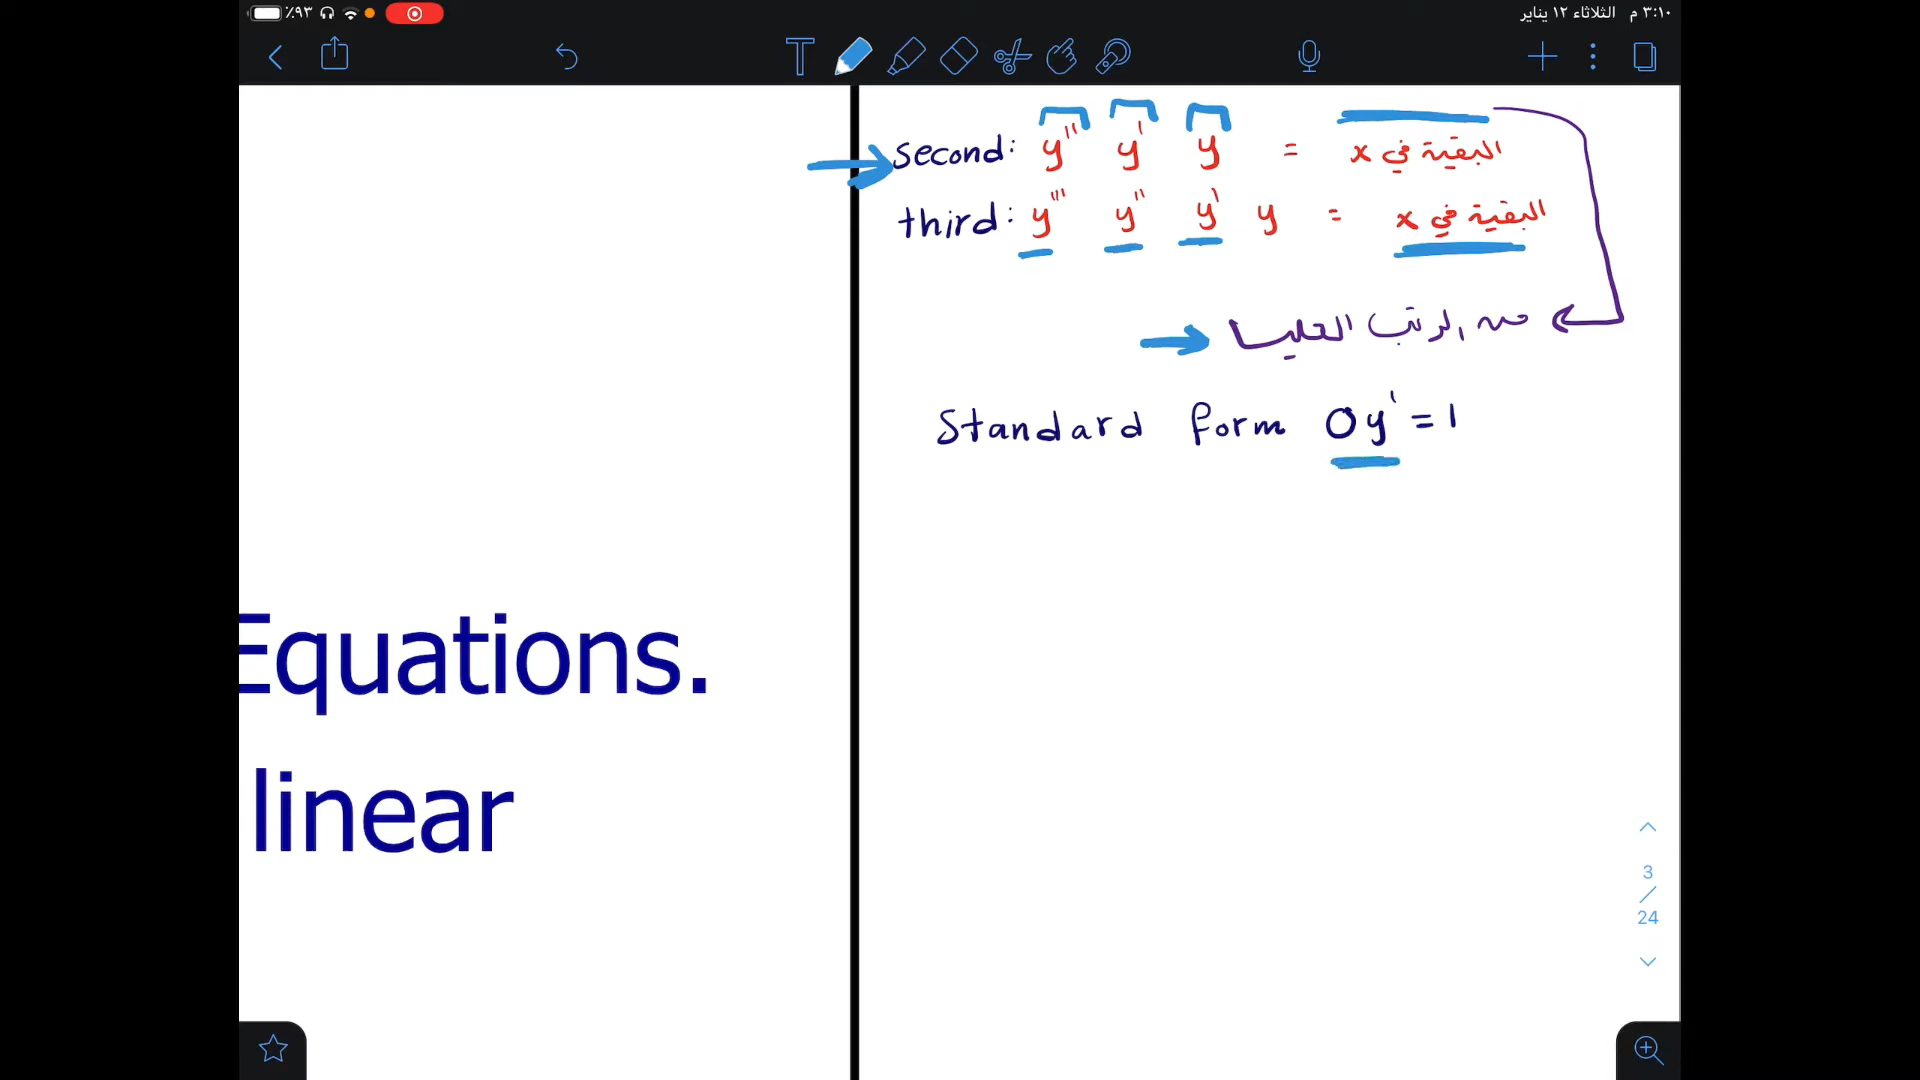 ٪٩٣
٣:١٠ م الثلاثاء ١٢ يناير
second: y'' y' y = البقية في x
third: y''' y'' y' y = البقية في x
من الرتب العليا
Standard form 0y' = 1
Equations.
linear
3
/
24